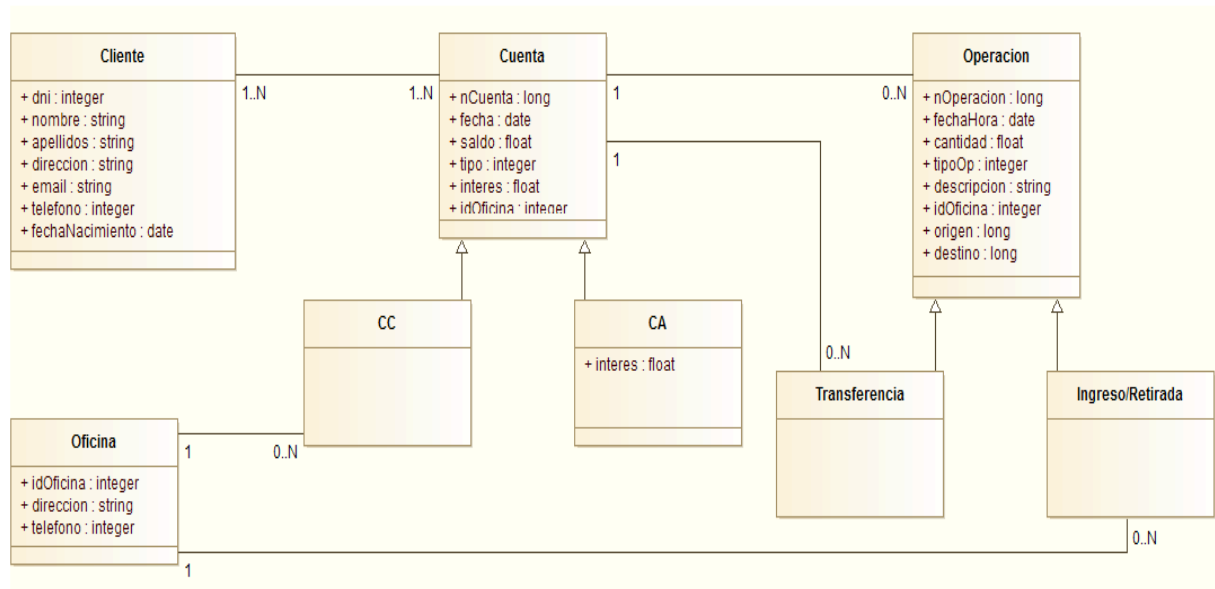 Cliente
+ dni : integer
+ nombre : string
+ apellidos : string
+ direccion : string
+ email : string
+ telefono : integer
+ fechaNacimiento : date
1..N
1..N
Cuenta
+ nCuenta : long
+ fecha : date
+ saldo : float
+ tipo : integer
+ interes : float
+ idOficina : integer
1
0..N
1
Operacion
+ nOperacion : long
+ fechaHora : date
+ cantidad : float
+ tipoOp : integer
+ descripcion : string
+ idOficina : integer
+ origen : long
+ destino : long
CC
CA
+ interes : float
0..N
Transferencia
Ingreso/Retirada
Oficina
+ idOficina : integer
+ direccion : string
+ telefono : integer
1
0..N
1
0..N